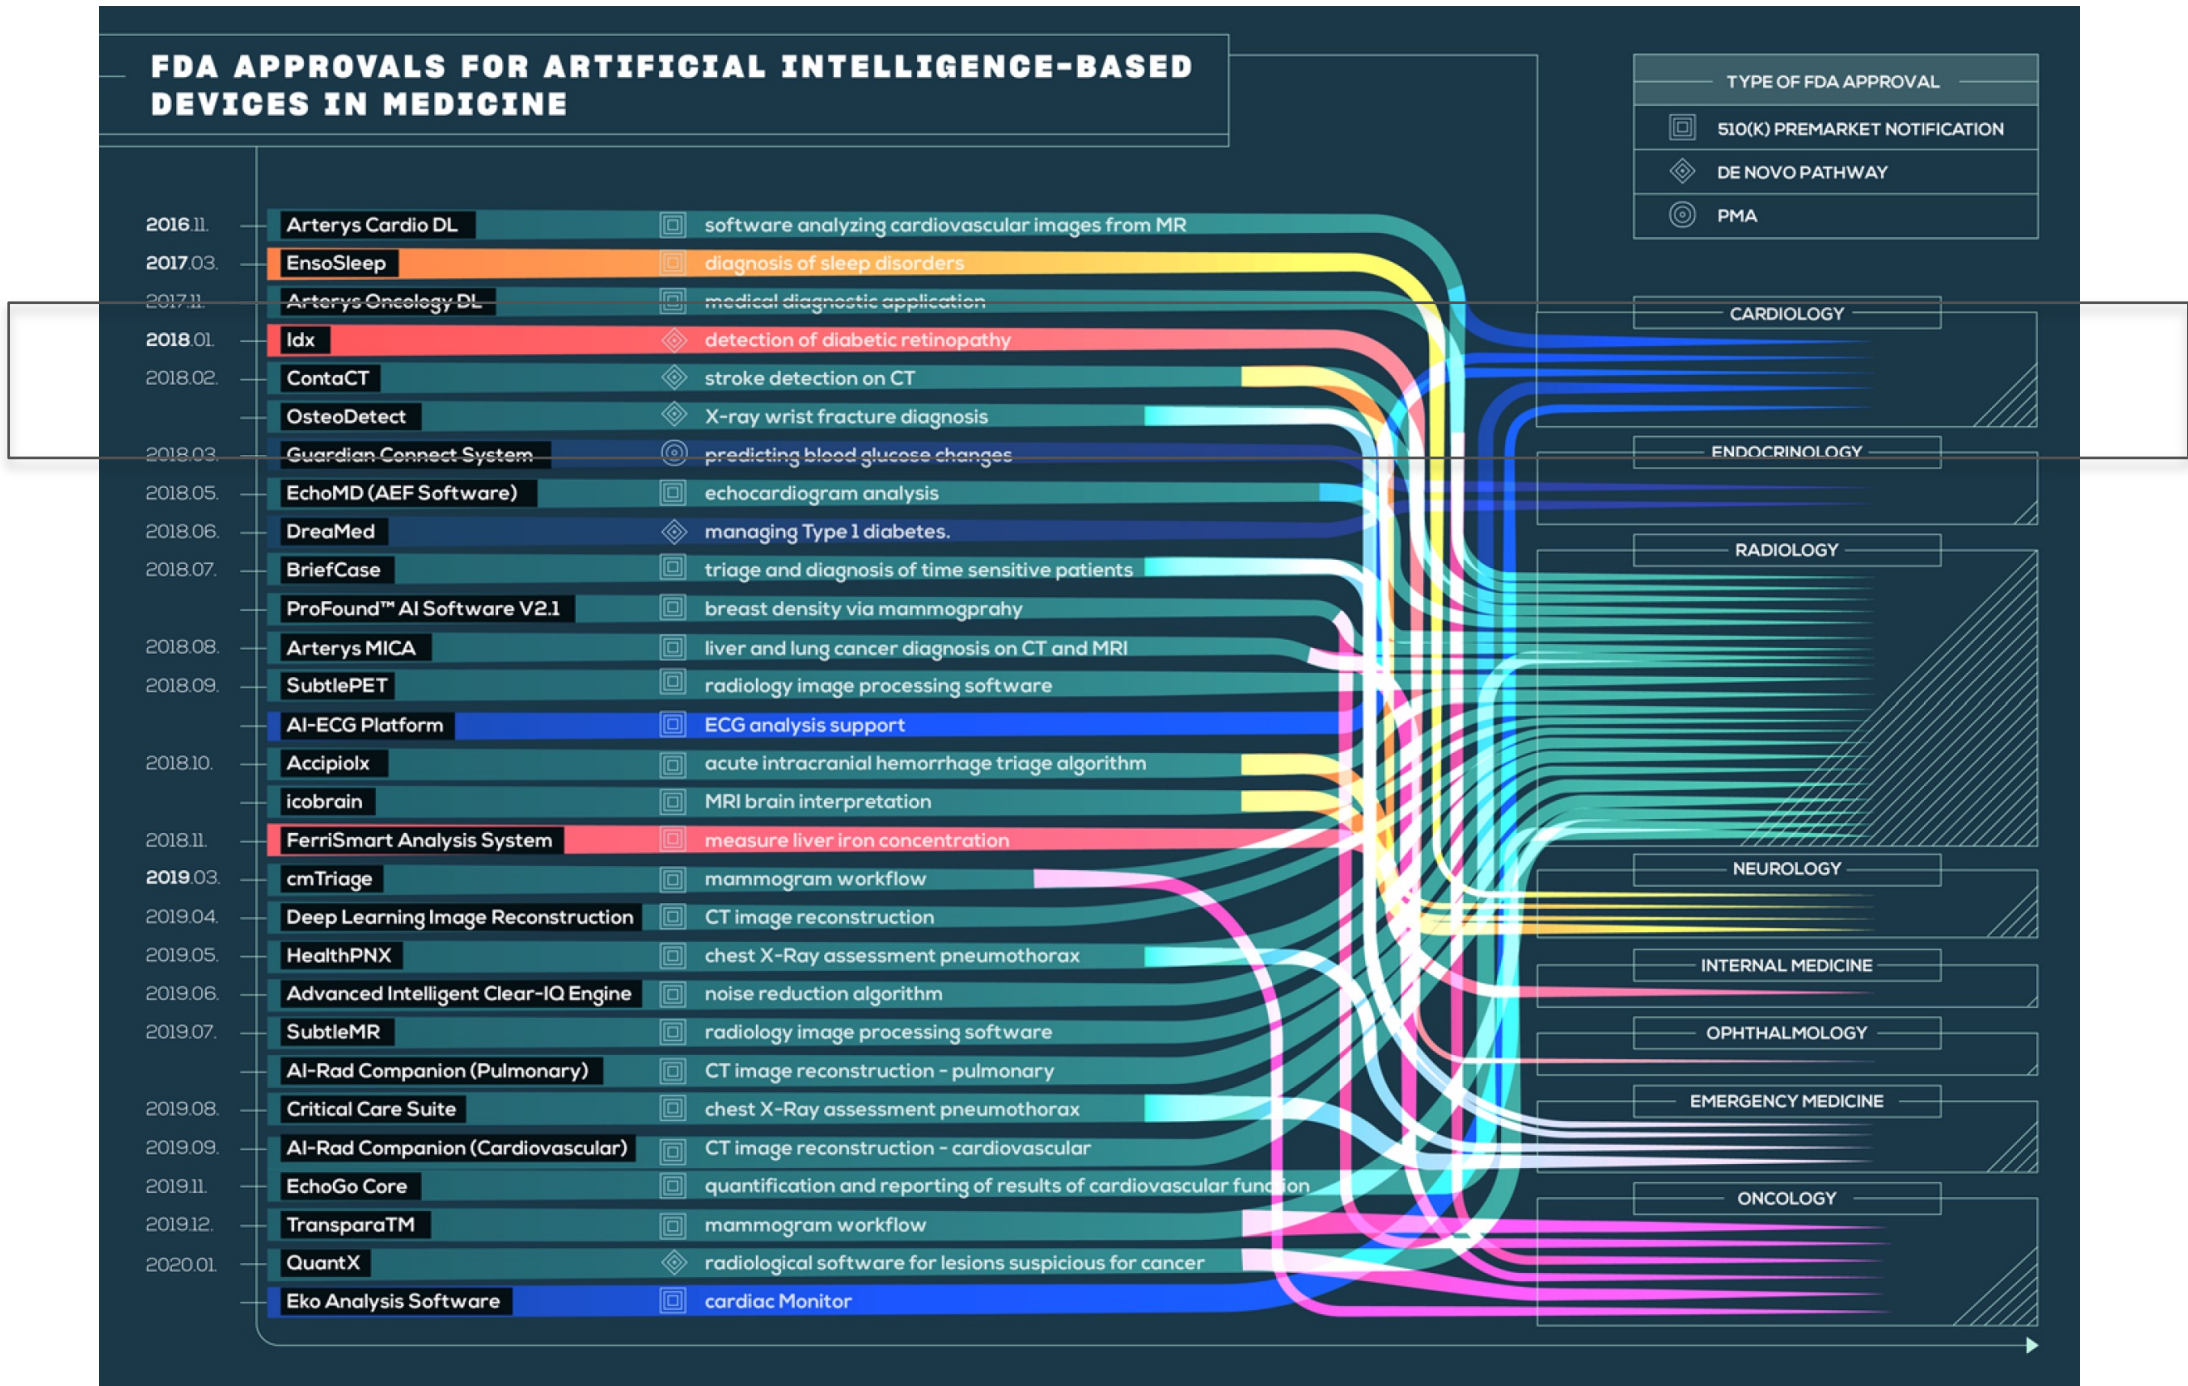 FDA APPROVALS FOR ARTIFICIAL INTELLIGENCE-BASED
DEVICES IN MEDICINE
TYPE OF FDA APPROVAL
510(K) PREMARKET NOTIFICATION
DE NOVO PATHWAY
PMA
2016.11. Arterys Cardio DL software analyzing cardiovascular images from MR
2017.03. EnsoSleep diagnosis of sleep disorders
2017.11. Arterys Oncology DL medical diagnostic application
2018.01. Idx detection of diabetic retinopathy
2018.02. ContaCT stroke detection on CT
OsteoDetect X-ray wrist fracture diagnosis
2018.03. Guardian Connect System predicting blood glucose changes
2018.05. EchoMD (AEF Software) echocardiogram analysis
2018.06. DreaMed managing Type 1 diabetes.
2018.07. BriefCase triage and diagnosis of time sensitive patients
ProFound™ AI Software V2.1 breast density via mammogprahy
2018.08. Arterys MICA liver and lung cancer diagnosis on CT and MRI
2018.09. SubtlePET radiology image processing software
AI-ECG Platform ECG analysis support
2018.10. Accipiolx acute intracranial hemorrhage triage algorithm
icobrain MRI brain interpretation
2018.11. FerriSmart Analysis System measure liver iron concentration
2019.03. cmTriage mammogram workflow
2019.04. Deep Learning Image Reconstruction CT image reconstruction
2019.05. HealthPNX chest X-Ray assessment pneumothorax
2019.06. Advanced Intelligent Clear-IQ Engine noise reduction algorithm
2019.07. SubtleMR radiology image processing software
AI-Rad Companion (Pulmonary) CT image reconstruction - pulmonary
2019.08. Critical Care Suite chest X-Ray assessment pneumothorax
2019.09. AI-Rad Companion (Cardiovascular) CT image reconstruction - cardiovascular
2019.11. EchoGo Core quantification and reporting of results of cardiovascular function
2019.12. TransparaTM mammogram workflow
2020.01. QuantX radiological software for lesions suspicious for cancer
Eko Analysis Software cardiac Monitor
CARDIOLOGY
ENDOCRINOLOGY
RADIOLOGY
NEUROLOGY
INTERNAL MEDICINE
OPHTHALMOLOGY
EMERGENCY MEDICINE
ONCOLOGY